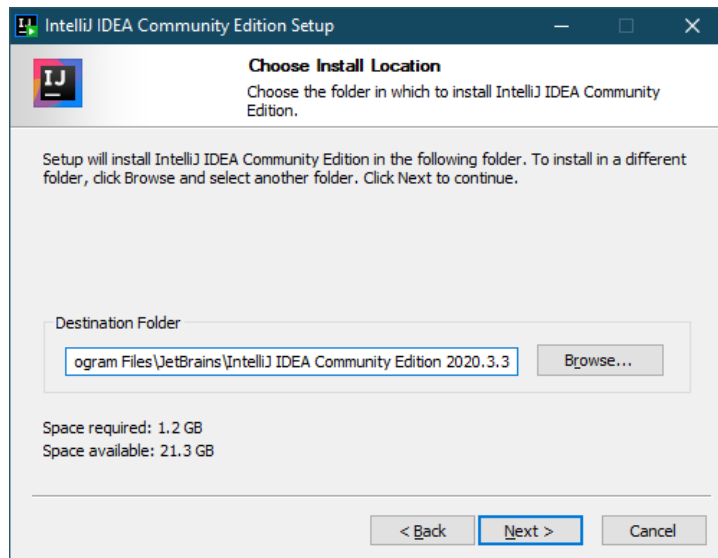 IntelliJ IDEA Community Edition Setup
IJ
Choose Install Location
Choose the folder in which to install IntelliJ IDEA Community
Edition.
Setup will install IntelliJ IDEA Community Edition in the following folder. To install in a different
folder, click Browse and select another folder. Click Next to continue.
Destination Folder
ogram Files\JetBrains\IntelliJ IDEA Community Edition 2020.3.3
Browse...
Space required: 1.2 GB
Space available: 21.3 GB
< Back
Next >
Cancel